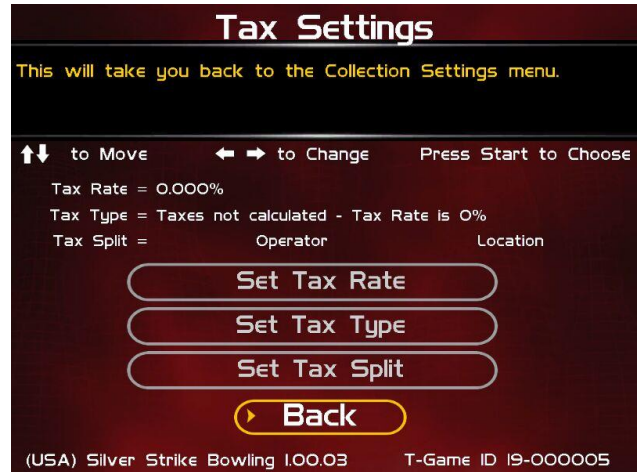 Tax Settings
This will take you back to the Collection Settings menu.
to Move to Change Press Start to Choose
Tax Rate = 0.000%
Tax Type = Taxes not calculated - Tax Rate is 0%
Tax Split = Operator Location
Set Tax Rate
Set Tax Type
Set Tax Split
Back
(USA) Silver Strike Bowling 1.00.03 T-Game ID 19-000005